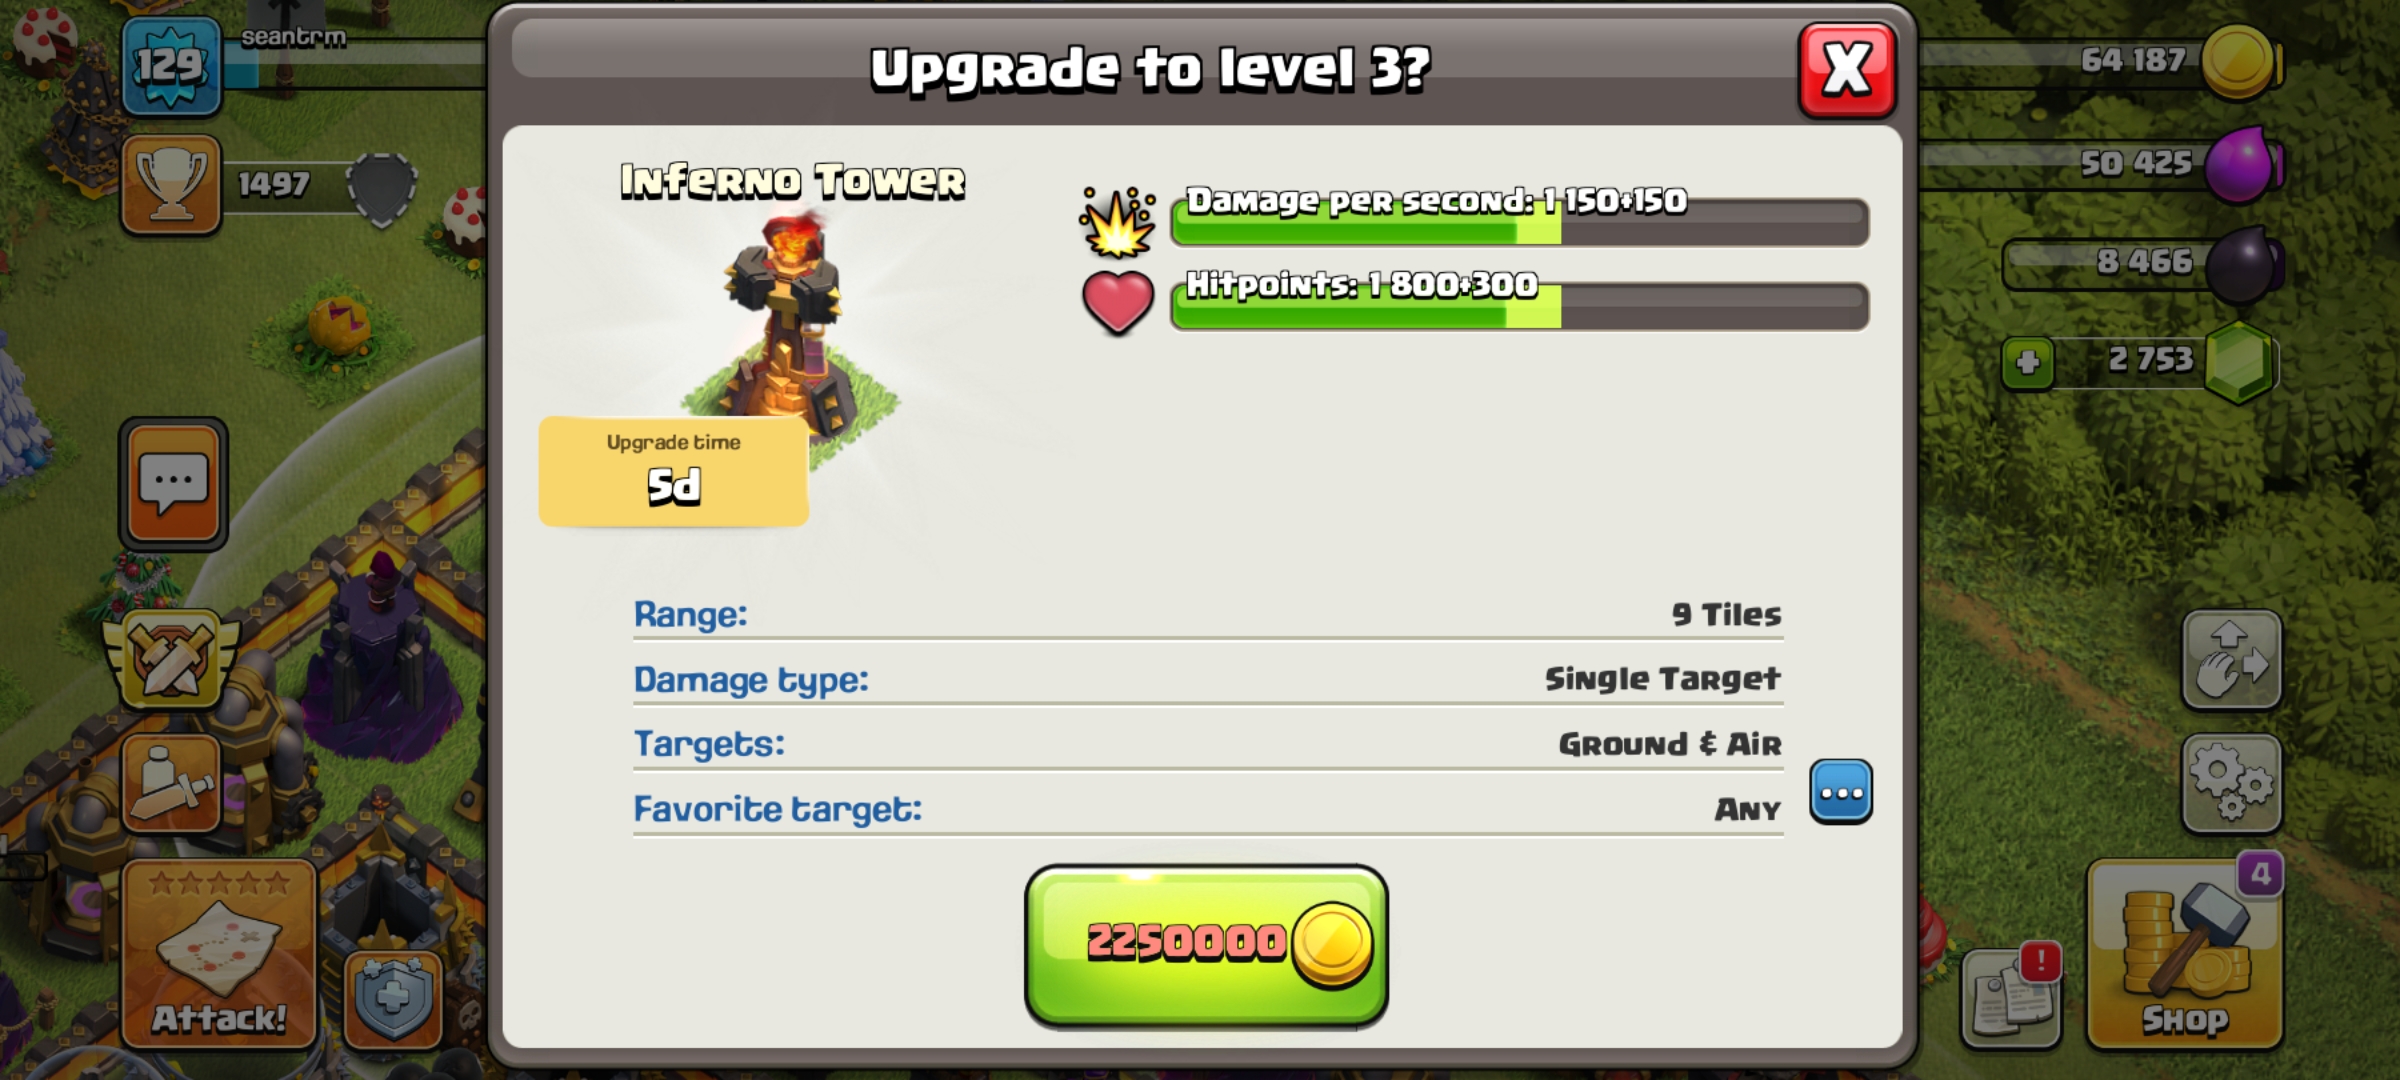 129
seantrm
1497
Attack!
Upgrade to level 3?
X
Inferno Tower
Upgrade time
5d
Damage per second: 1 150+150
Hitpoints: 1 800+300
Range: 9 Tiles
Damage type: Single Target
Targets: Ground & Air
Favorite target: Any
2250000
64 187
50 425
8 466
2 753
4
!
Shop